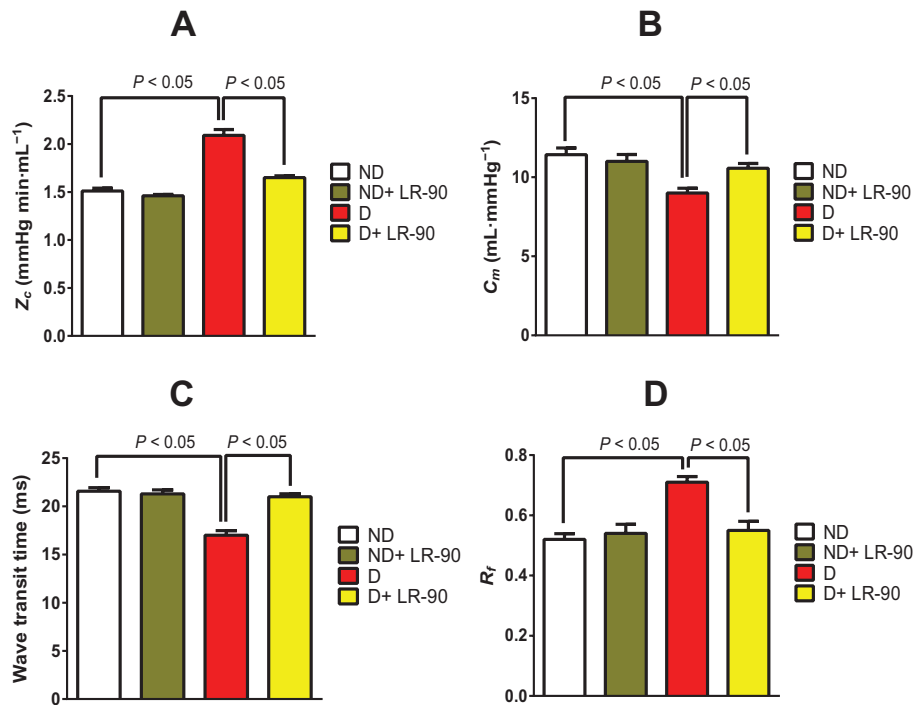 A
P < 0.05
P < 0.05
2.5
2.0
1.5
1.0
0.5
0.0
Z_c (mmHg min·mL⁻¹)
ND
ND+ LR-90
D
D+ LR-90
B
P < 0.05
P < 0.05
15
10
5
0
C_m (mL·mmHg⁻¹)
ND
ND+ LR-90
D
D+ LR-90
C
P < 0.05
P < 0.05
25
20
15
10
5
0
Wave transit time (ms)
ND
ND+ LR-90
D
D+ LR-90
D
P < 0.05
P < 0.05
0.8
0.6
0.4
0.2
0.0
R_f
ND
ND+ LR-90
D
D+ LR-90